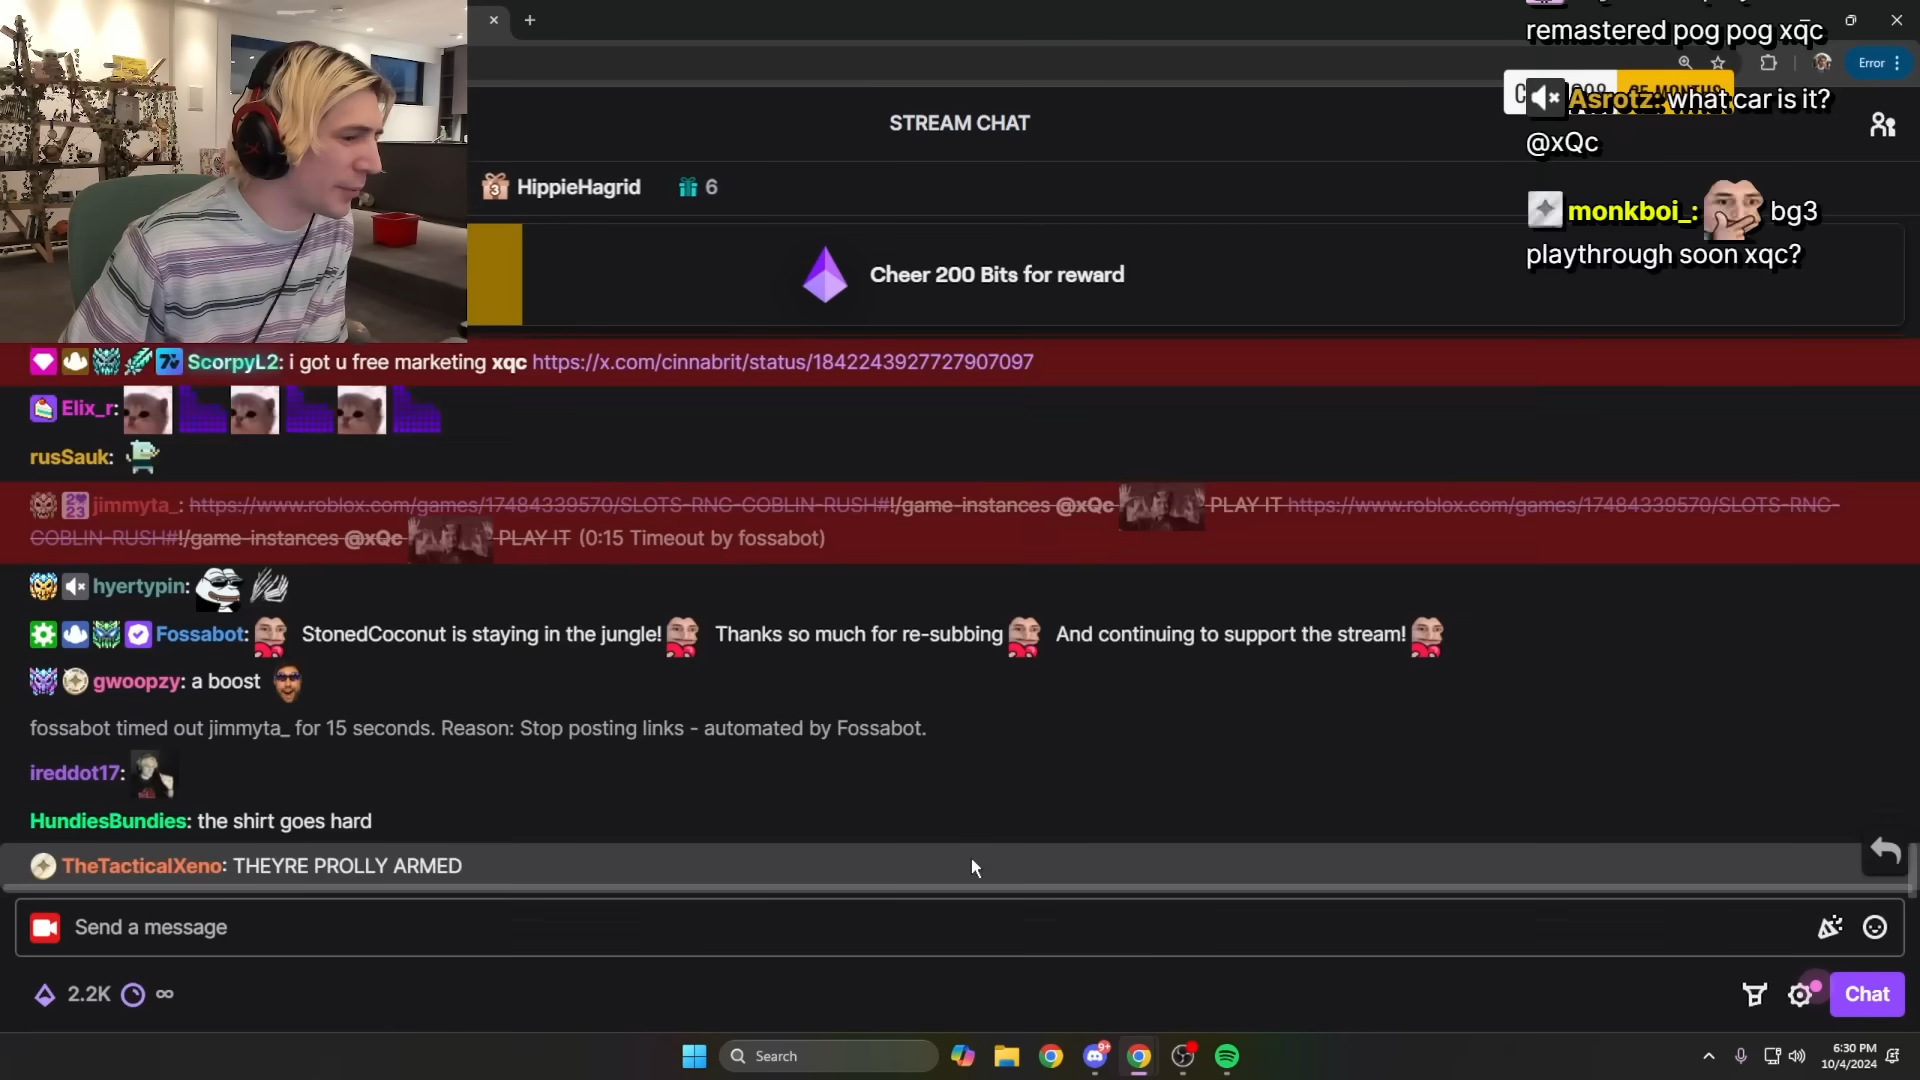 remastered pog pog xqc
Error
Asrotz: what car is it?
@xQc
STREAM CHAT
3 HippieHagrid 6
monkboi_: bg3
playthrough soon xqc?
Cheer 200 Bits for reward
ScorpyL2: i got u free marketing xqc https://x.com/cinnabrit/status/1842243927727907097
Elix_r:
rusSauk:
jimmyta_: https://www.roblox.com/games/17484339570/SLOTS-RNG-GOBLIN-RUSH#!/game-instances @xQc PLAY IT https://www.roblox.com/games/17484339570/SLOTS-RNG-
GOBLIN-RUSH#!/game-instances @xQc PLAY IT (0:15 Timeout by fossabot)
hyertypin:
Fossabot: StonedCoconut is staying in the jungle! Thanks so much for re-subbing And continuing to support the stream!
gwoopzy: a boost
fossabot timed out jimmyta_ for 15 seconds. Reason: Stop posting links - automated by Fossabot.
ireddot17:
HundiesBundies: the shirt goes hard
TheTacticalXeno: THEYRE PROLLY ARMED
Send a message
2.2K ∞
Chat
Search
9+
6:30 PM
10/4/2024